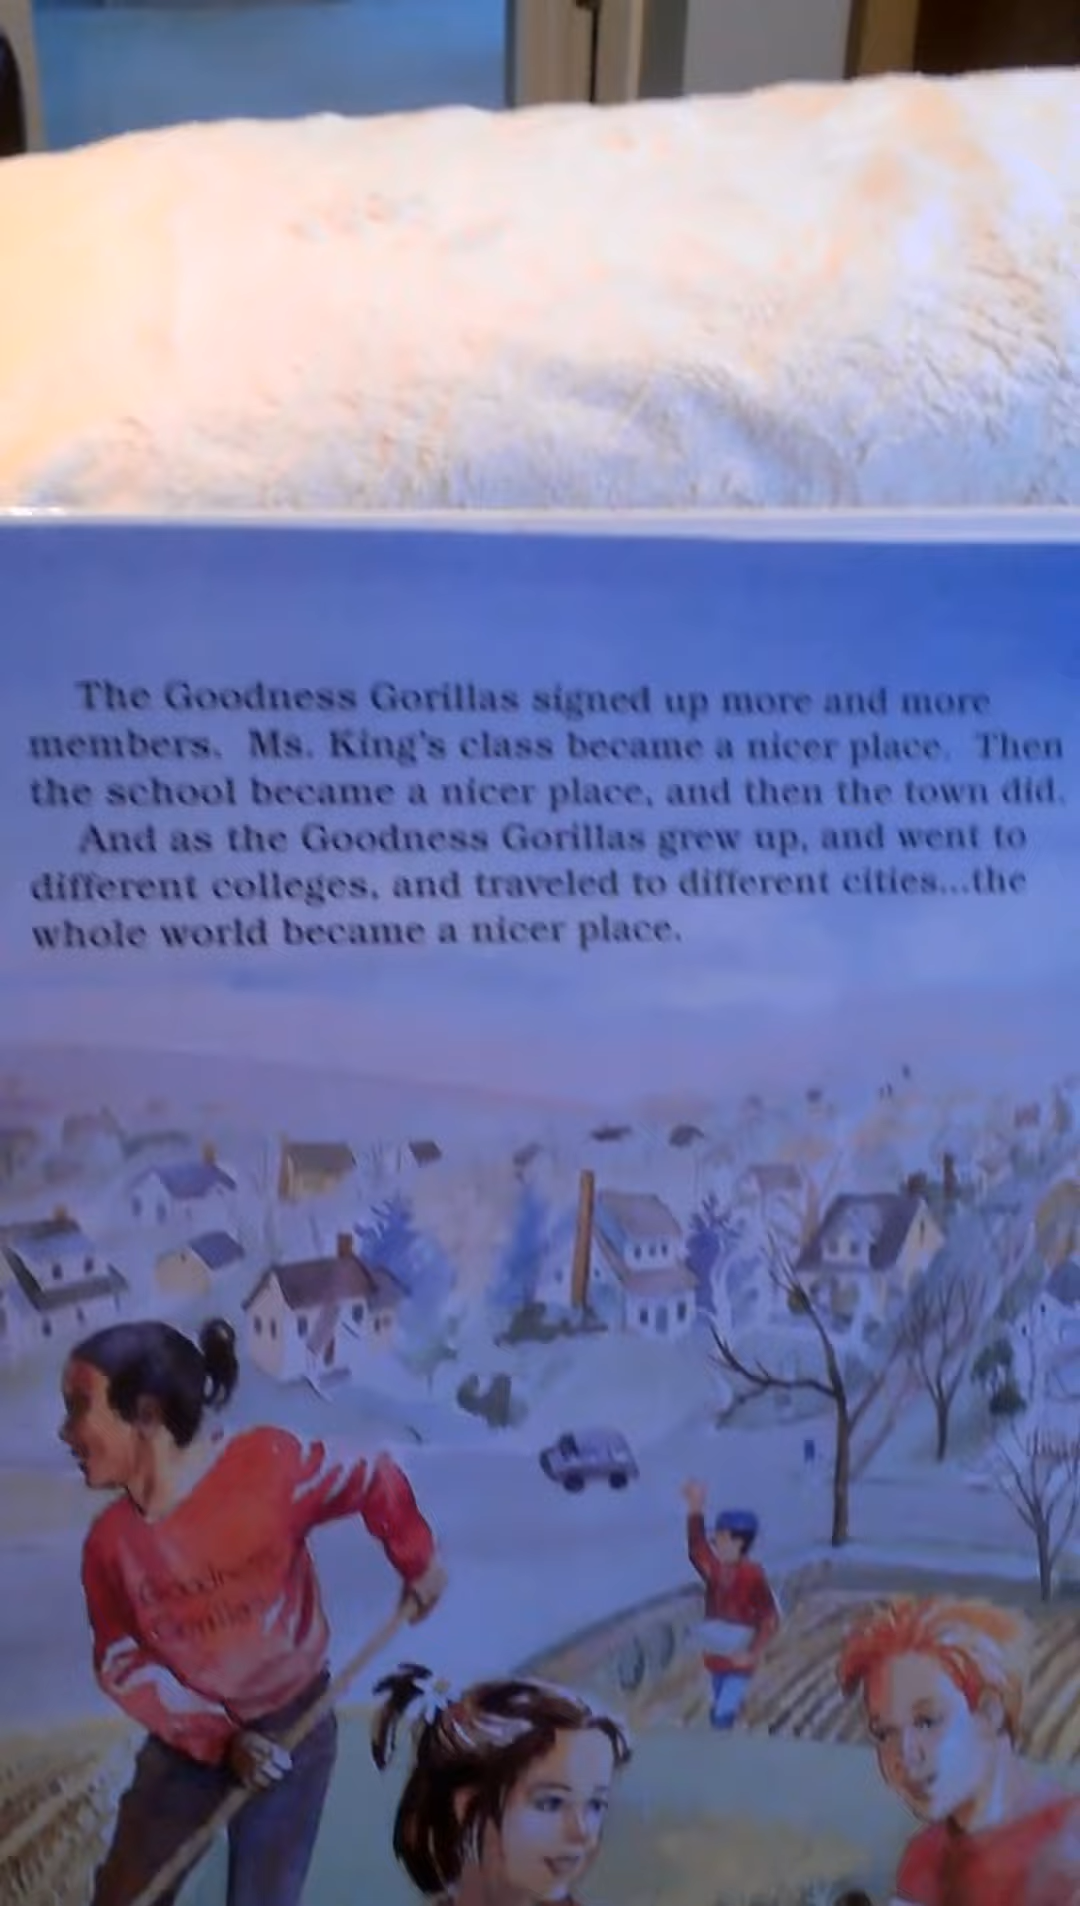 The Goodness Gorillas signed up more and more
members. Ms. King's class became a nicer place. Then
the school became a nicer place, and then the town did.
And as the Goodness Gorillas grew up, and went to
different colleges, and traveled to different cities...the
whole world became a nicer place.
Goodness
Gorillas